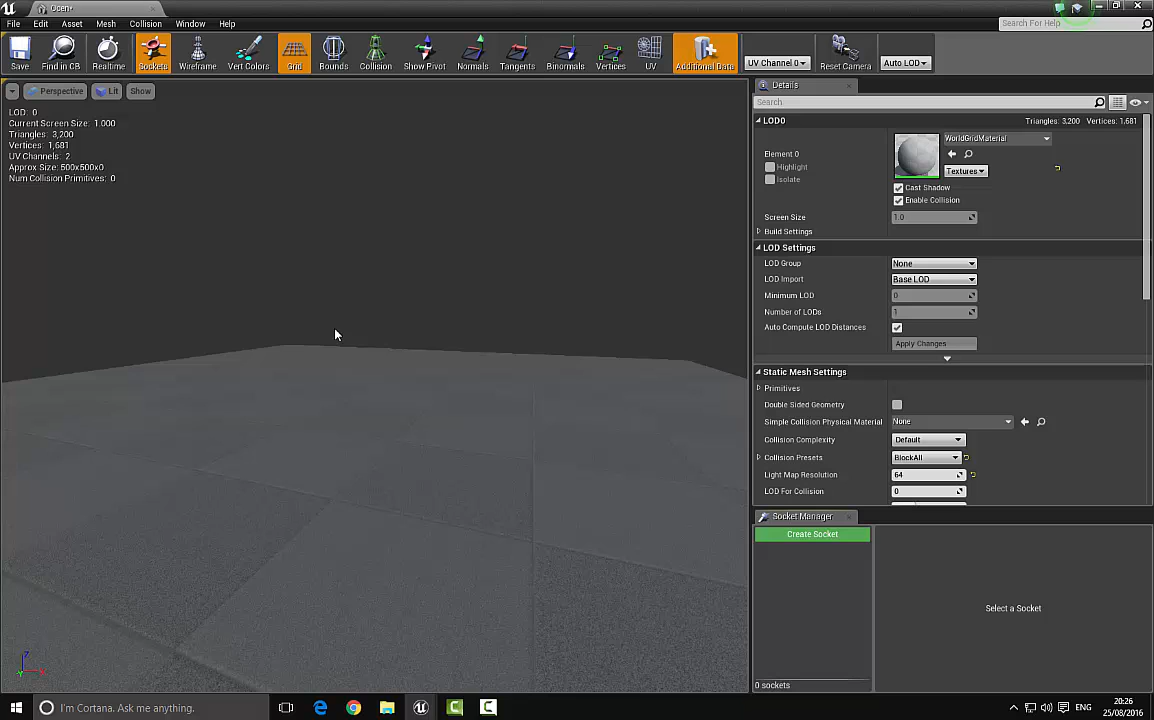 Open*
File Edit Asset Mesh Collision Window Help
Search For Help
Save Find in CB Realtime Sockets Wireframe Vert Colors Grid Bounds Collision Show Pivot Normals Tangents Binormals Vertices UV Additional Data UV Channel 0 Reset Camera Auto LOD
Perspective Lit Show
LOD: 0
Current Screen Size: 1.000
Triangles: 3,200
Vertices: 1,681
UV Channels: 2
Approx Size: 500x500x0
Num Collision Primitives: 0
Details
Search
LOD0 Triangles: 3,200 Vertices: 1,681
WorldGridMaterial
Element 0
Highlight
Isolate
Textures
Cast Shadow
Enable Collision
Screen Size 1.0
Build Settings
LOD Settings
LOD Group None
LOD Import Base LOD
Minimum LOD 0
Number of LODs 1
Auto Compute LOD Distances
Apply Changes
Static Mesh Settings
Primitives
Double Sided Geometry
Simple Collision Physical Material None
Collision Complexity Default
Collision Presets BlockAll
Light Map Resolution 64
LOD For Collision 0
Socket Manager
Create Socket
Select a Socket
0 sockets
Z
X
Y
I'm Cortana. Ask me anything.
ENG
20:26
25/08/2016